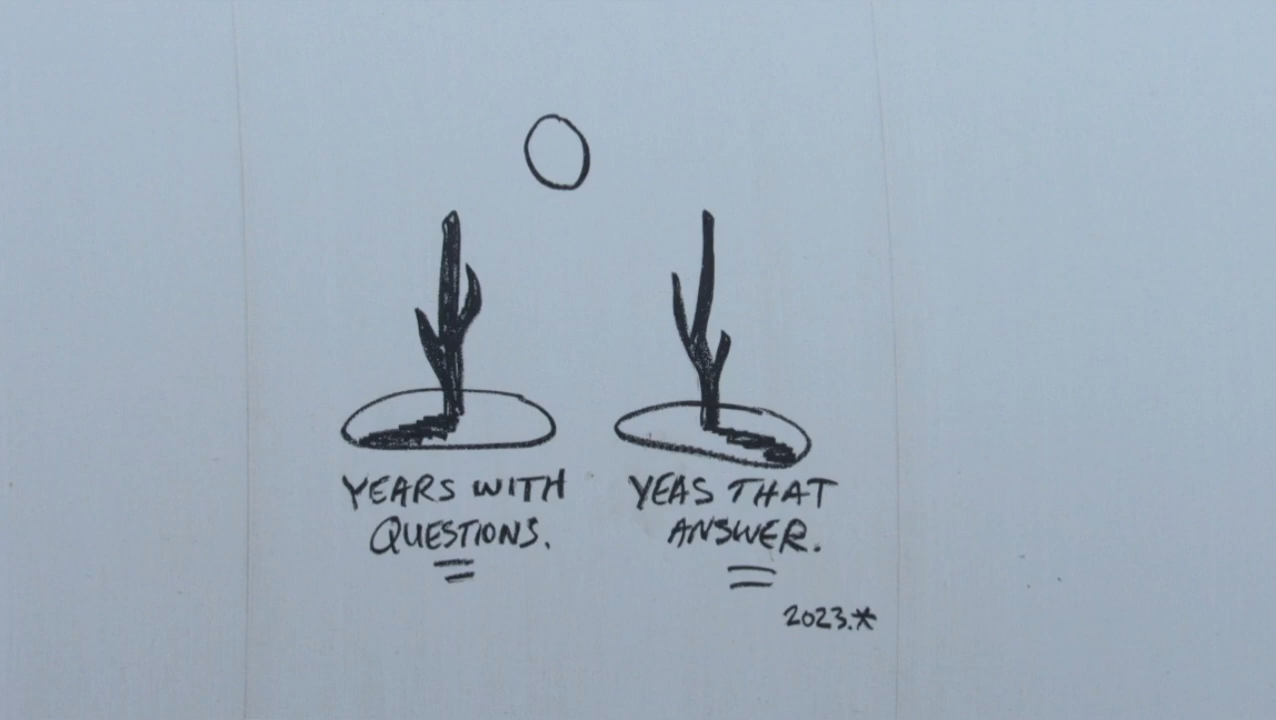 YEARS WITH
QUESTIONS.
YEAS THAT
ANSWER.
2023.*